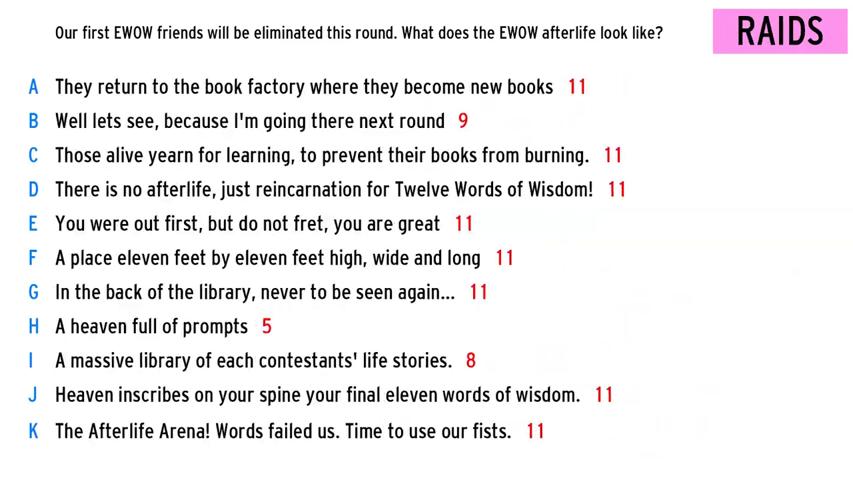 Our first EWOW friends will be eliminated this round. What does the EWOW afterlife look like?
RAIDS
A They return to the book factory where they become new books 11
B Well lets see, because I'm going there next round 9
C Those alive yearn for learning, to prevent their books from burning. 11
D There is no afterlife, just reincarnation for Twelve Words of Wisdom! 11
E You were out first, but do not fret, you are great 11
F A place eleven feet by eleven feet high, wide and long 11
G In the back of the library, never to be seen again... 11
H A heaven full of prompts 5
I A massive library of each contestants' life stories. 8
J Heaven inscribes on your spine your final eleven words of wisdom. 11
K The Afterlife Arena! Words failed us. Time to use our fists. 11